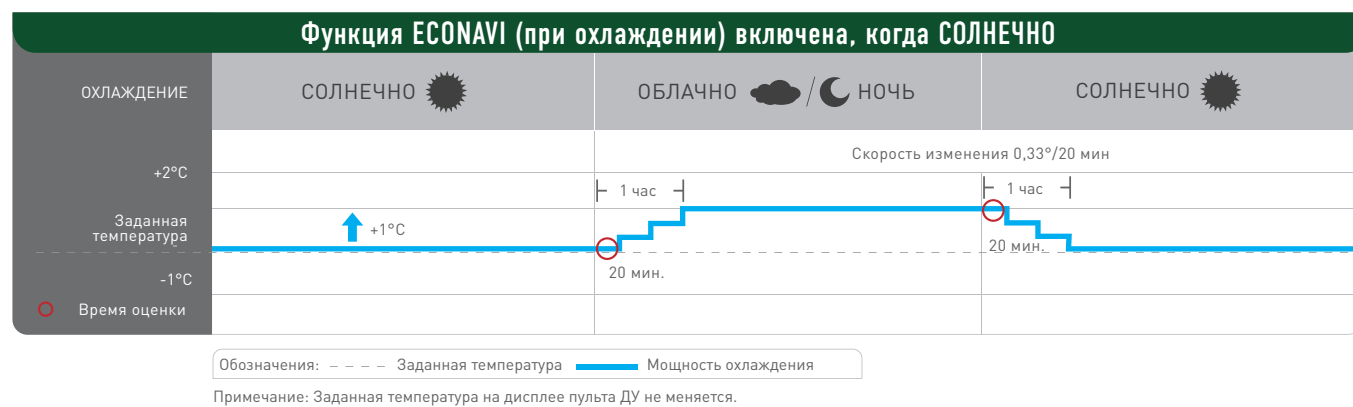 Функция ECONAVI (при охлаждении) включена, когда СОЛНЕЧНО
ОХЛАЖДЕНИЕ
СОЛНЕЧНО
ОБЛАЧНО / НОЧЬ
СОЛНЕЧНО
Скорость изменения 0,33°/20 мин
+2°C
1 час
1 час
Заданная
температура
+1°C
20 мин.
20 мин.
-1°C
Время оценки
Обозначения: – – – – Заданная температура Мощность охлаждения
Примечание: Заданная температура на дисплее пульта ДУ не меняется.